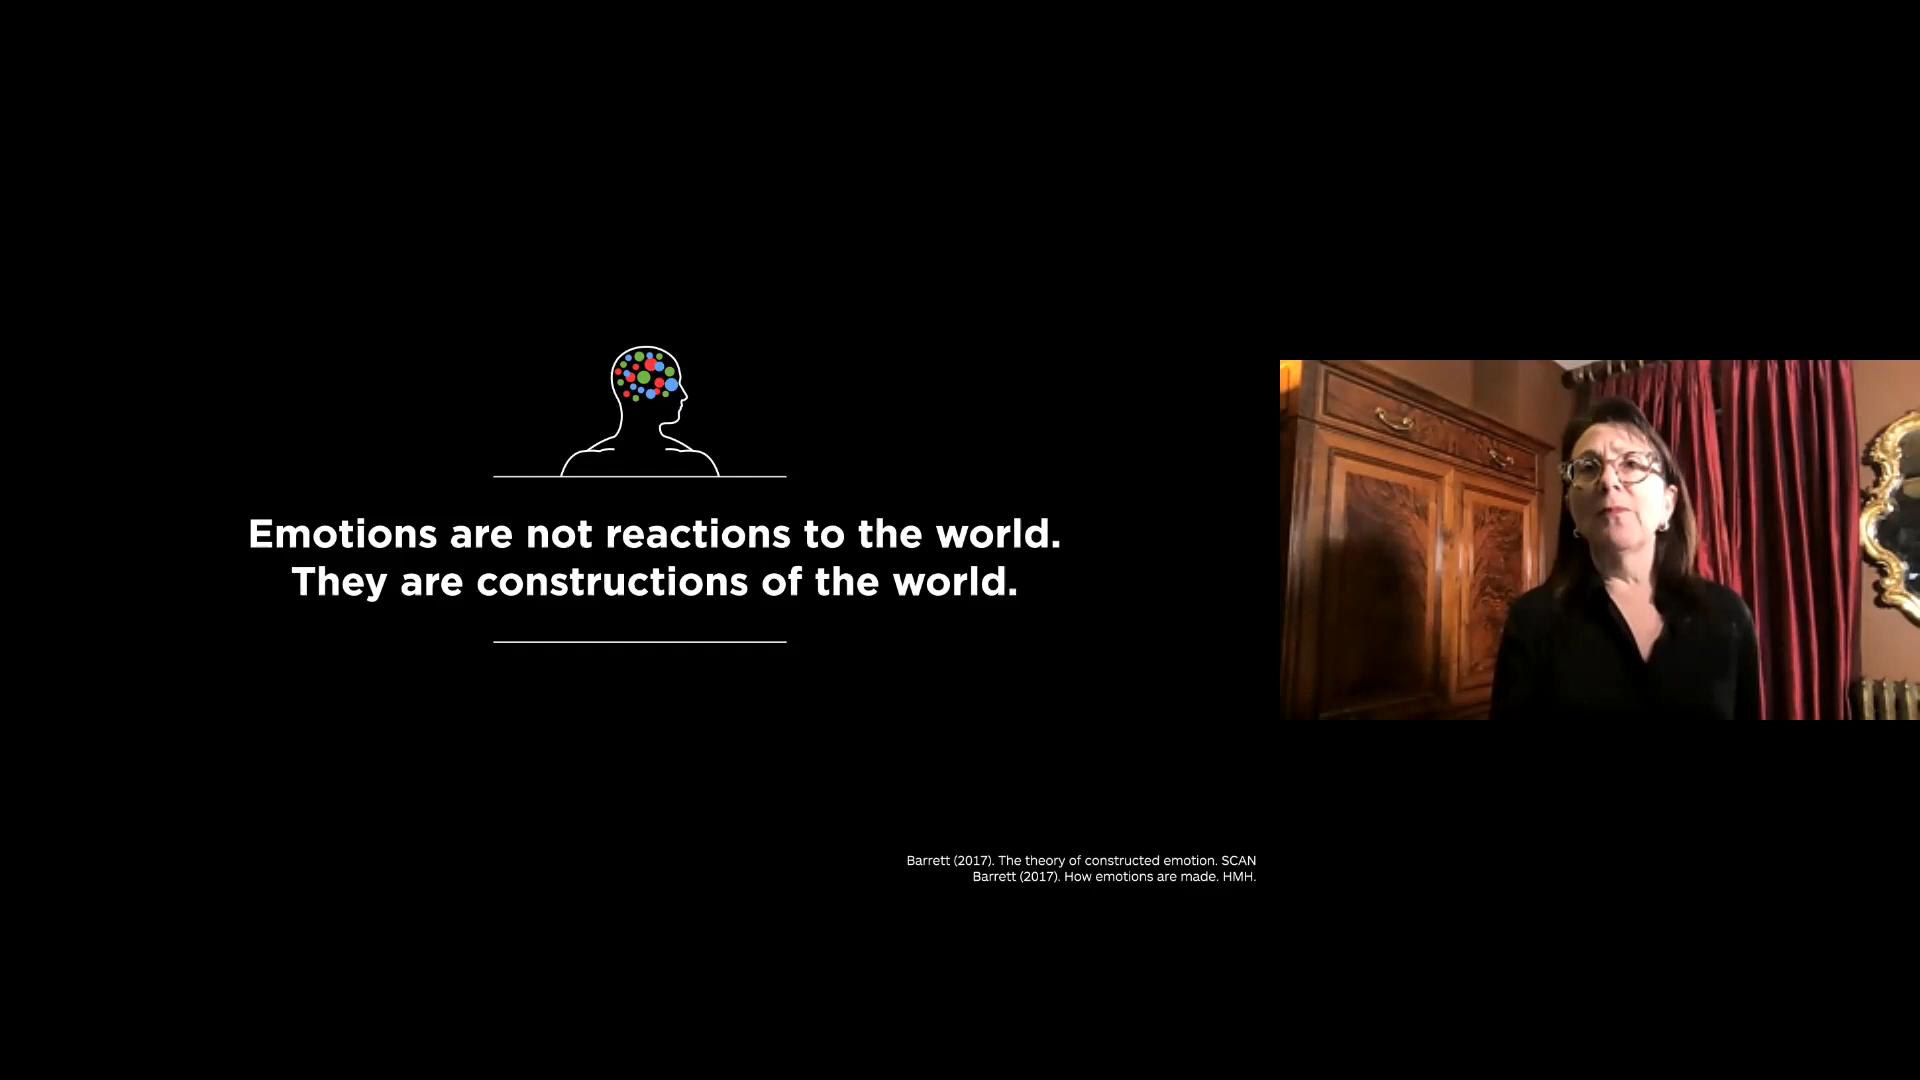 Emotions are not reactions to the world.
They are constructions of the world.
Barrett (2017). The theory of constructed emotion. SCAN
Barrett (2017). How emotions are made. HMH.